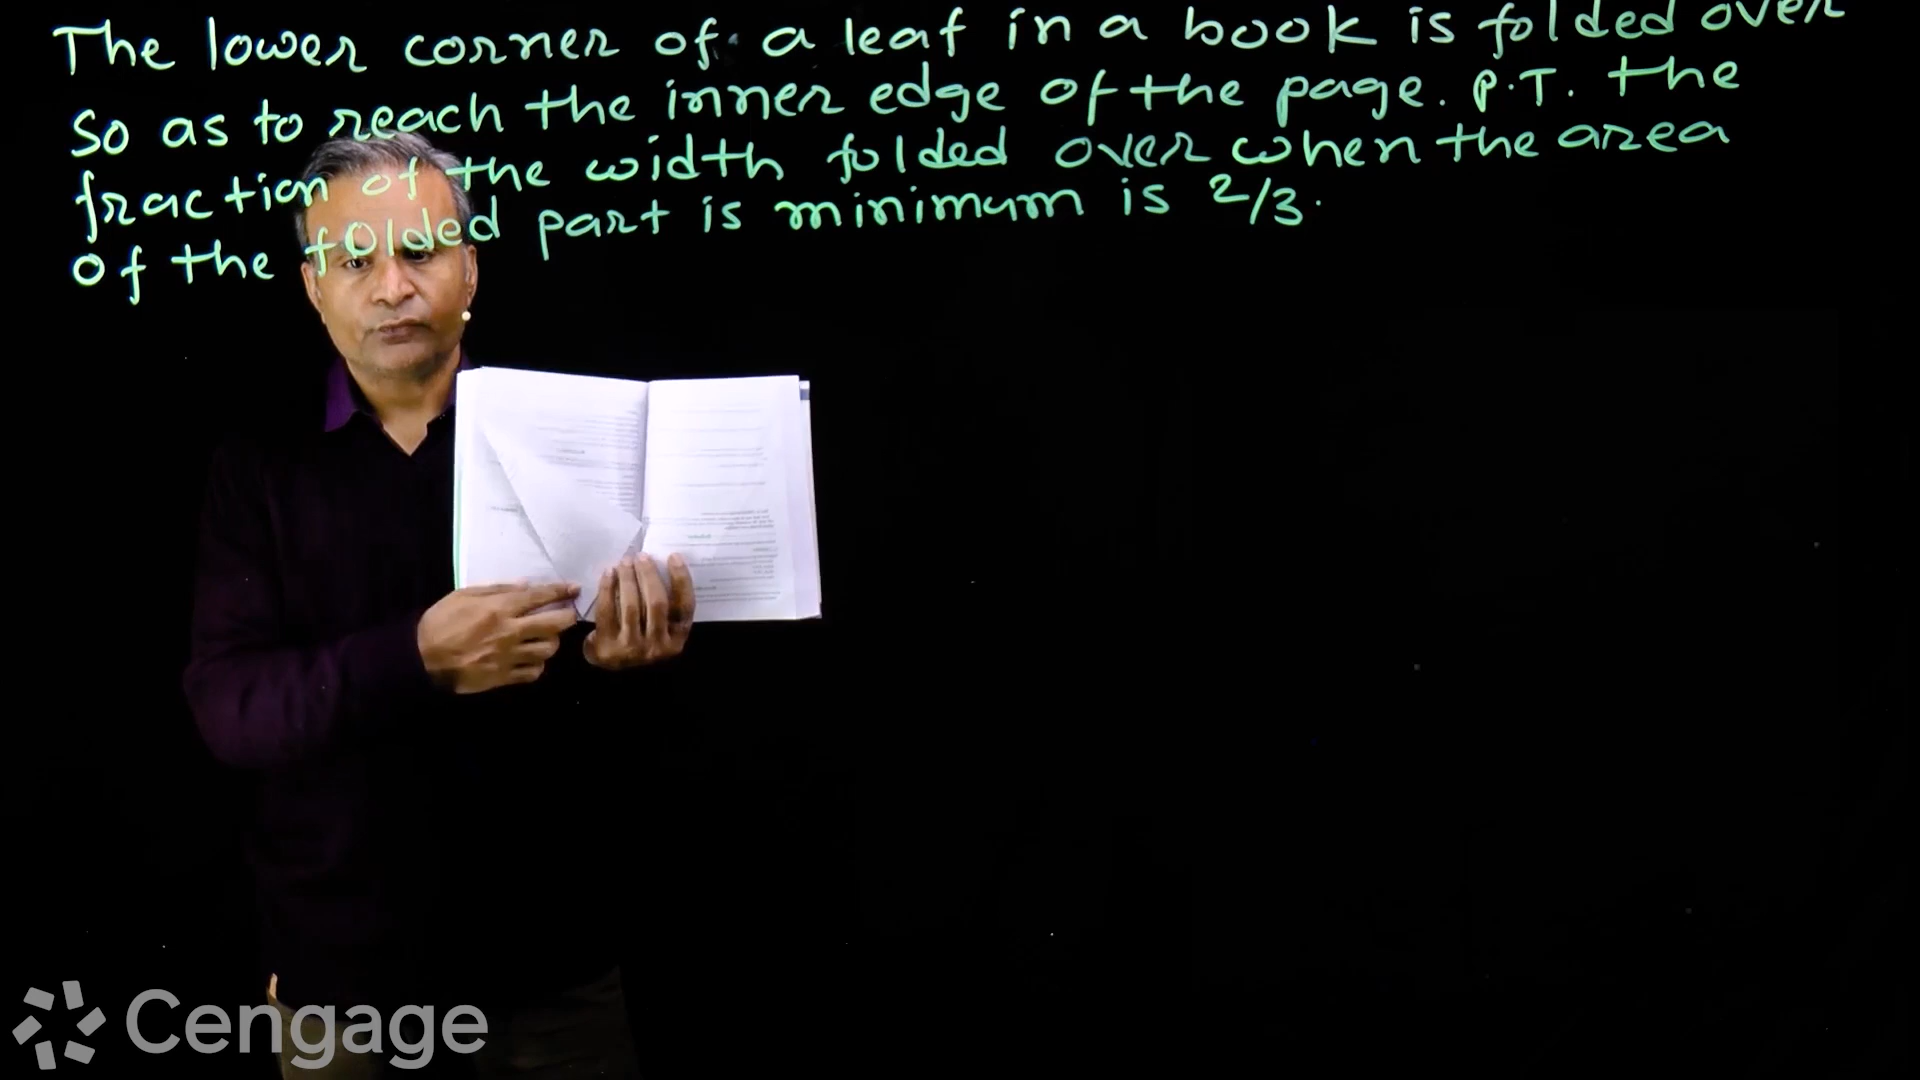 The lower corner of a leaf in a book is folded over
so as to reach the inner edge of the page. P.T. the
fraction of the width folded over when the area
of the folded part is minimum is 2/3.
Cengage